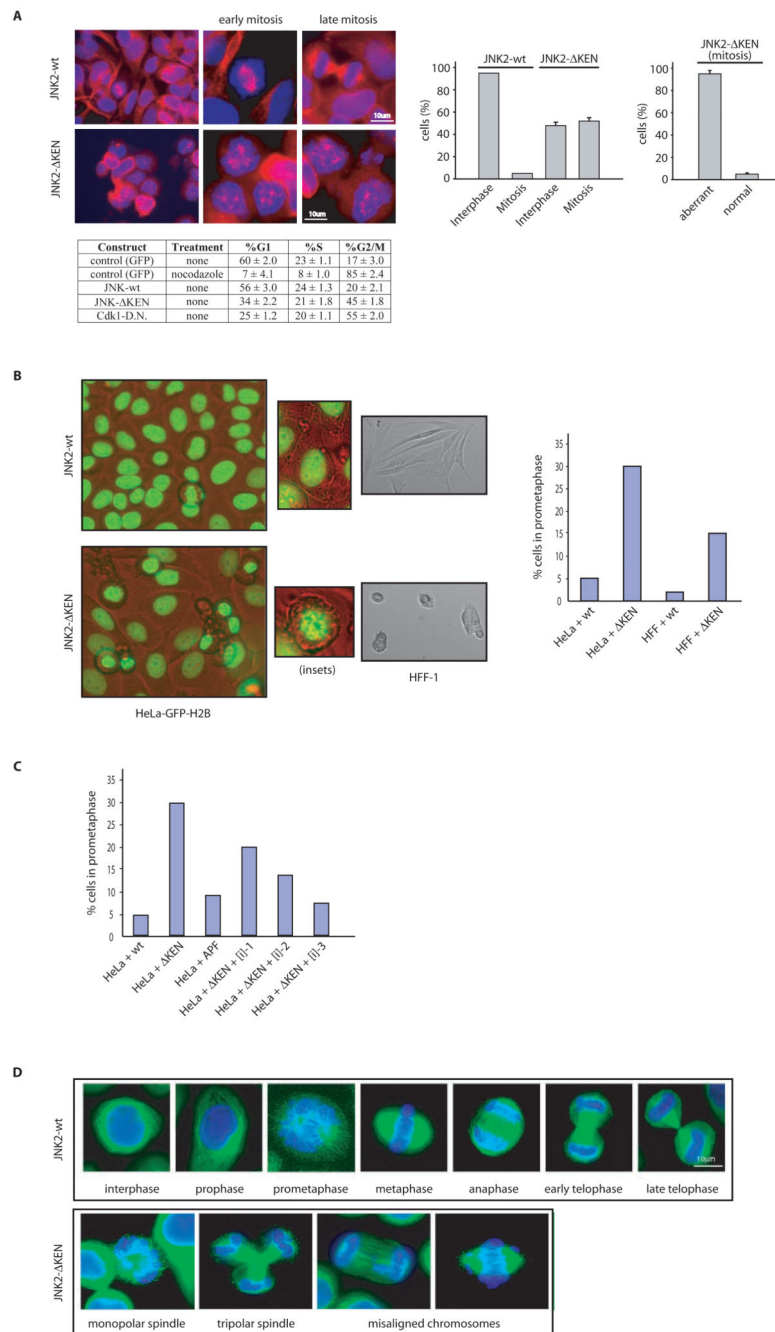 A
early mitosis
late mitosis
JNK2-wt
10um
JNK2-ΔKEN
10um
JNK2-wt JNK2-ΔKEN
cells (%)
0
20
40
60
80
100
Interphase
Mitosis
Interphase
Mitosis
JNK2-ΔKEN
(mitosis)
cells (%)
0
20
40
60
80
100
aberrant
normal
Construct Treatment %G1 %S %G2/M
control (GFP) none 60 ± 2.0 23 ± 1.1 17 ± 3.0
control (GFP) nocodazole 7 ± 4.1 8 ± 1.0 85 ± 2.4
JNK-wt none 56 ± 3.0 24 ± 1.3 20 ± 2.1
JNK-ΔKEN none 34 ± 2.2 21 ± 1.8 45 ± 1.8
Cdk1-D.N. none 25 ± 1.2 20 ± 1.1 55 ± 2.0
B
JNK2-wt
JNK2-ΔKEN
(insets)
HFF-1
HeLa-GFP-H2B
% cells in prometaphase
35
30
25
20
15
10
5
HeLa + wt
HeLa + ΔKEN
HFF + wt
HFF + ΔKEN
C
% cells in prometaphase
35
30
25
20
15
10
5
HeLa + wt
HeLa + ΔKEN
HeLa + APF
HeLa + ΔKEN + [i]-1
HeLa + ΔKEN + [i]-2
HeLa + ΔKEN + [i]-3
D
JNK2-wt
10µm
interphase
prophase
prometaphase
metaphase
anaphase
early telophase
late telophase
JNK2-ΔKEN
monopolar spindle
tripolar spindle
misaligned chromosomes